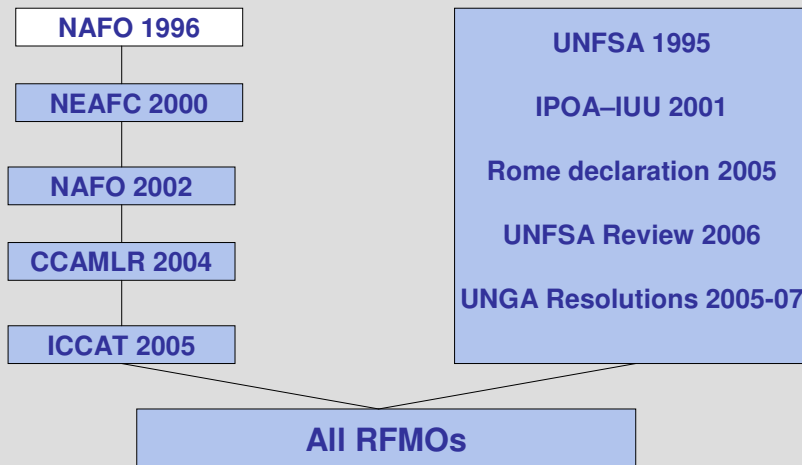 NAFO 1996
NEAFC 2000
NAFO 2002
CCAMLR 2004
ICCAT 2005
UNFSA 1995
IPOA–IUU 2001
Rome declaration 2005
UNFSA Review 2006
UNGA Resolutions 2005-07
All RFMOs